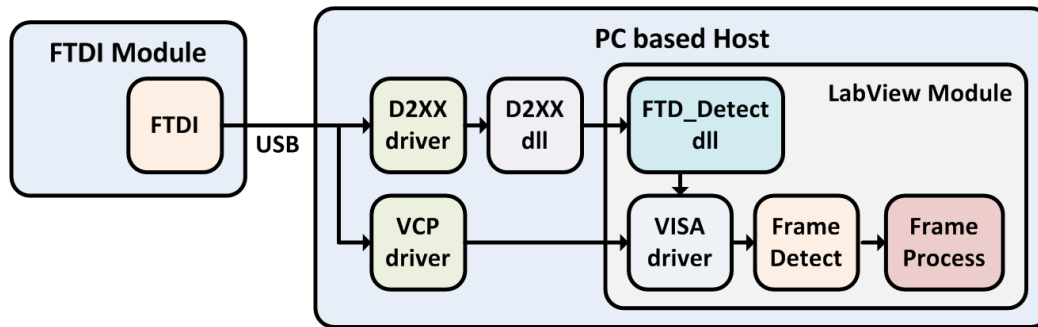 FTDI Module
FTDI
USB
PC based Host
D2XX
driver
D2XX
dll
LabView Module
FTD_Detect
dll
VCP
driver
VISA
driver
Frame
Detect
Frame
Process